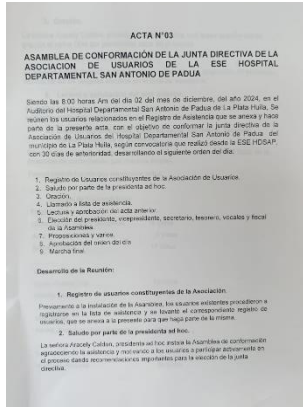 ACTA N°03
ASAMBLEA DE CONFORMACIÓN DE LA JUNTA DIRECTIVA DE LA
ASOCIACION DE USUARIOS DE LA ESE HOSPITAL
DEPARTAMENTAL SAN ANTONIO DE PADUA
Siendo las 8:00 horas Am del día 02 del mes de diciembre, del año 2024, en el
Auditorio del Hospital Departamental San Antonio de Padua de La Plata Huila, Se
reúnen los usuarios relacionados en el Registro de Asistencia que se anexa y hace
parte de la presente acta, con el objetivo de conformar la junta directiva de la
Asociación de Usuarios del Hospital Departamental San Antonio de Padua del
municipio de La Plata Huila, según convocatoria que realizó desde la ESE HDSAP,
con 30 días de anterioridad, desarrollando el siguiente orden del día:
1. Registro de Usuarios constituyentes de la Asociación de Usuarios.
2. Saludo por parte de la presidenta ad hoc.
3. Oración.
4. Llamado a lista de asistencia.
5. Lectura y aprobación del acta anterior.
6. Elección del presidente, vicepresidente, secretario, tesorero, vocales y fiscal
de la Asamblea.
7. Proposiciones y varios.
8. Aprobación del orden del día
9. Marcha final.
Desarrollo de la Reunión:
1. Registro de usuarios constituyentes de la Asociación.
Previamente a la instalación de la Asamblea, los usuarios existentes procedieron a
registrarse en la lista de asistencia y se levanta el correspondiente registro de
usuarios, que se anexa a la presente para que haga parte de la misma.
2. Saludo por parte de la presidenta ad hoc.
La señora Aracely Caldon, presidenta ad hoc instala la Asamblea de conformación
agradeciendo la asistencia y motivando a los usuarios a participar activamente en
el proceso dando recomendaciones importantes para la elección de la junta
directiva.